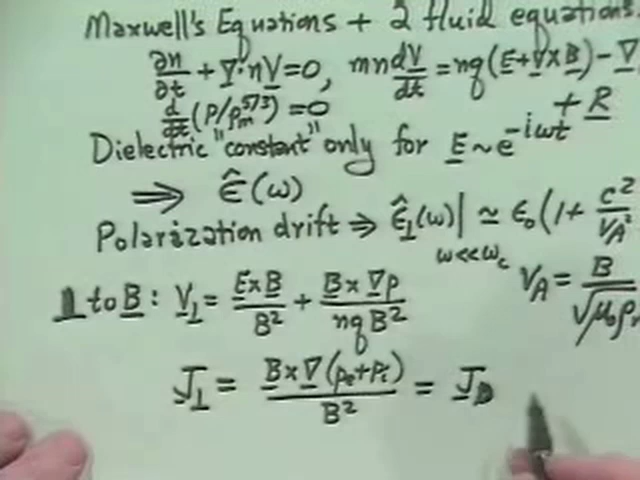 Maxwell's Equations + 2 fluid equations.
∂n/∂t + ∇·nV = 0, mn dV/dt = nq(E + V×B) − ∇
d/dt (P/ρm^5/3) = 0 + R
Dielectric "constant" only for E ~ e^-iωt
⟹ ε̂(ω)
Polarization drift ⇒ ε̂⊥(ω)| ≃ ε₀(1 + c²/VA²
ω<<ωc
⊥ to B : V⊥ = E×B/B² + B×∇p/nqB² VA = B/√μ₀ρ
J⊥ = B×∇(pe+pi)/B² = JD